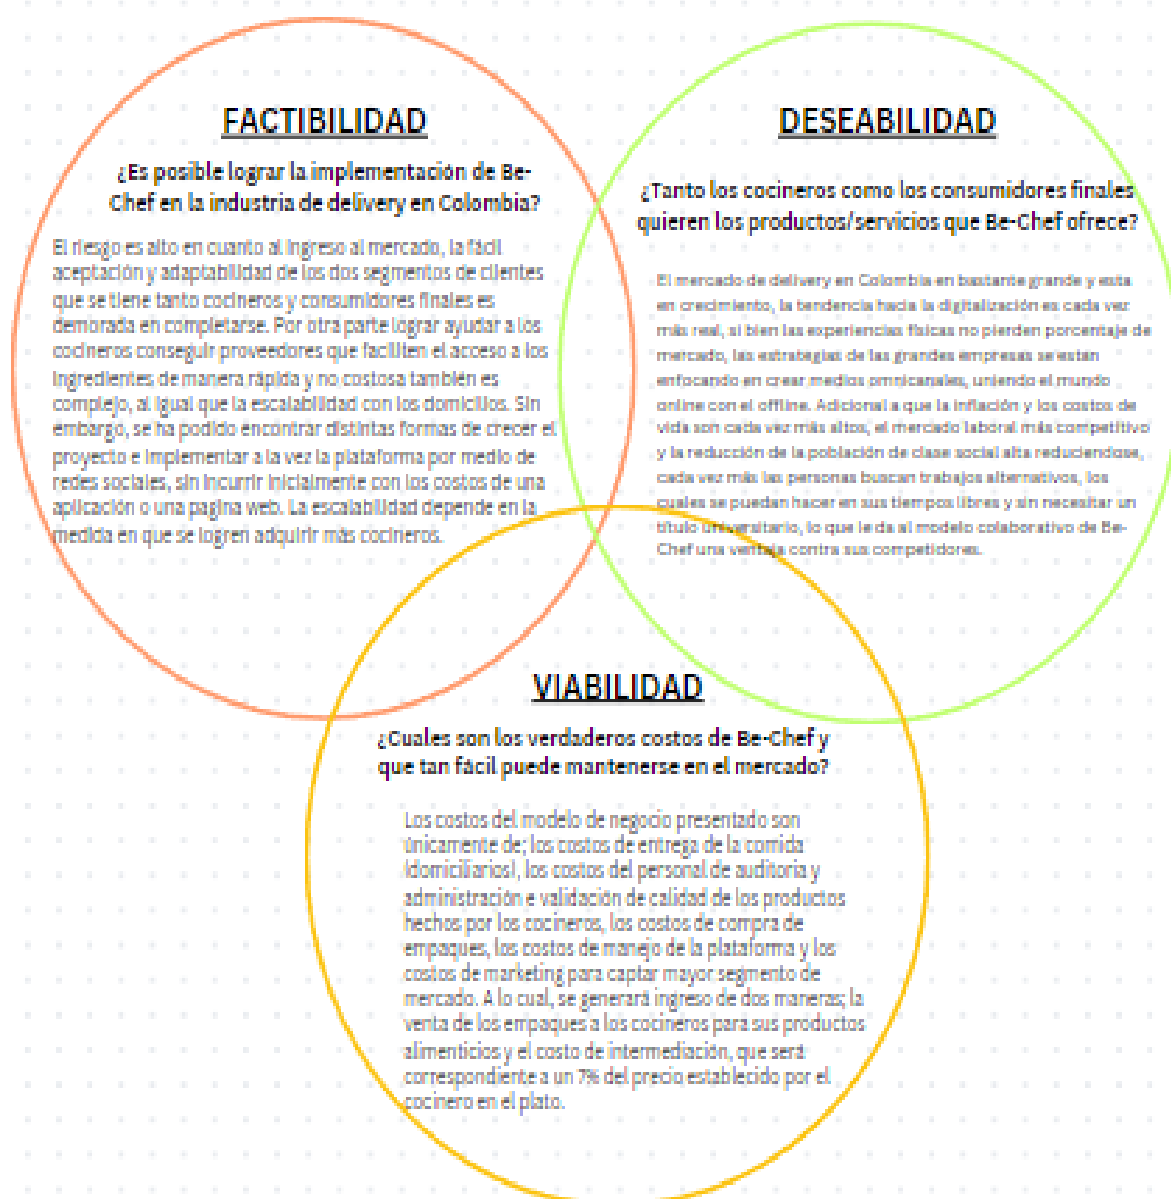 FACTIBILIDAD
¿Es posible lograr la implementación de Be-
Chef en la industria de delivery en Colombia?
El riesgo es alto en cuanto al ingreso al mercado, la fácil
aceptación y adaptabilidad de los dos segmentos de clientes
que se tiene tanto cocineros y consumidores finales es
demorada en completarse. Por otra parte lograr ayudar a los
cocineros conseguir proveedores que faciliten el acceso a los
ingredientes de manera rápida y no costosa también es
complejo, al igual que la escalabilidad con los domicilios. Sin
embargo, se ha podido encontrar distintas formas de crecer el
proyecto e implementar a la vez la plataforma por medio de
redes sociales, sin incurrir inicialmente con los costos de una
aplicación o una pagina web. La escalabilidad depende en la
medida en que se logren adquirir más cocineros.
DESEABILIDAD
¿Tanto los cocineros como los consumidores finales
quieren los productos/servicios que Be-Chef ofrece?
El mercado de delivery en Colombia en bastante grande y esta
en crecimiento, la tendencia hacia la digitalización es cada vez
más real, si bien las experiencias físicas no pierden porcentaje de
mercado, las estrategias de las grandes empresas se están
enfocando en crear medios omnicanales, uniendo el mundo
online con el offline. Adicional a que la inflación y los costos de
vida son cada vez más altos, el mercado laboral más competitivo
y la reducción de la población de clase social alta reduciendose,
cada vez más las personas buscan trabajos alternativos, los
cuales se puedan hacer en sus tiempos libres y sin necesitar un
título universitario, lo que le da al modelo colaborativo de Be-
Chef una ventaja contra sus competidores.
VIABILIDAD
¿Cuales son los verdaderos costos de Be-Chef y
que tan fácil puede mantenerse en el mercado?
Los costos del modelo de negocio presentado son
únicamente de; los costos de entrega de la comida
(domiciliarios), los costos del personal de auditoria y
administración e validación de calidad de los productos
hechos por los cocineros, los costos de compra de
empaques, los costos de manejo de la plataforma y los
costos de marketing para captar mayor segmento de
mercado. A lo cual, se generará ingreso de dos maneras; la
venta de los empaques a los cocineros para sus productos
alimenticios y el costo de intermediación, que será
correspondiente a un 7% del precio establecido por el
cocinero en el plato.